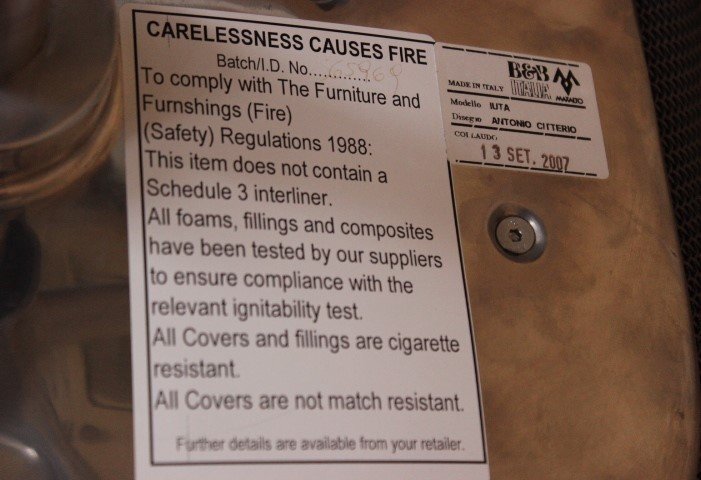 CARELESSNESS CAUSES FIRE
Batch/I.D. No............
To comply with The Furniture and
Furnshings (Fire)
(Safety) Regulations 1988:
This item does not contain a
Schedule 3 interliner.
All foams, fillings and composites
have been tested by our suppliers
to ensure compliance with the
relevant ignitability test.
All Covers and fillings are cigarette
resistant.
All Covers are not match resistant.
Further details are available from your retailer.
B&B
MADE IN ITALY ITALIA MAXALTO
Modello IUTA
Disegno ANTONIO CITTERIO
COLLAUDO
13 SET. 2007